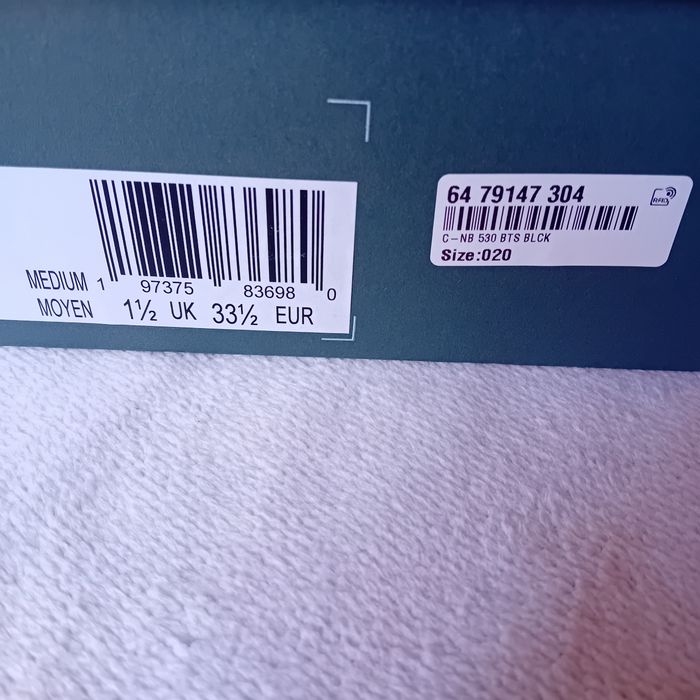 MEDIUM
MOYEN
1 97375 83698 0
1½ UK 33½ EUR
64 79147 304
RFID
C-NB 530 BTS BLCK
Size:020